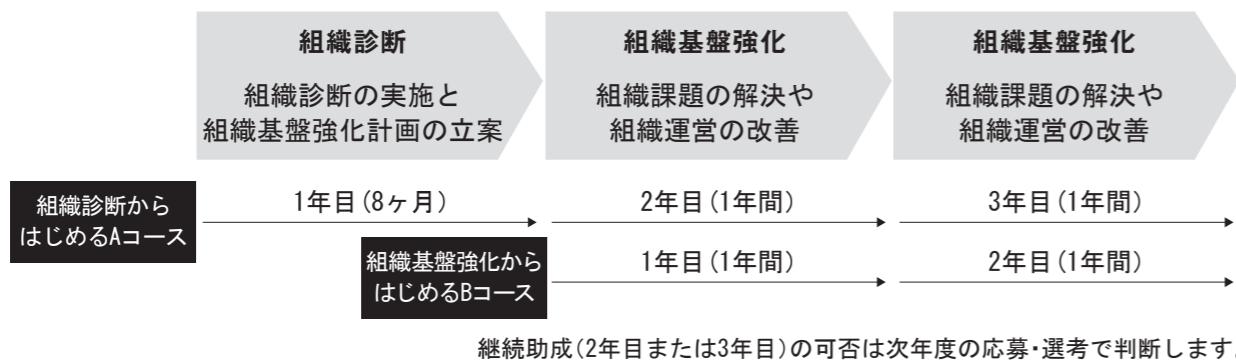 組織診断
組織診断の実施と
組織基盤強化計画の立案
組織基盤強化
組織課題の解決や
組織運営の改善
組織基盤強化
組織課題の解決や
組織運営の改善
組織診断から
はじめるAコース
1年目(8ヶ月)
2年目(1年間)
3年目(1年間)
組織基盤強化から
はじめるBコース
1年目(1年間)
2年目(1年間)
継続助成(2年目または3年目)の可否は次年度の応募・選考で判断します。